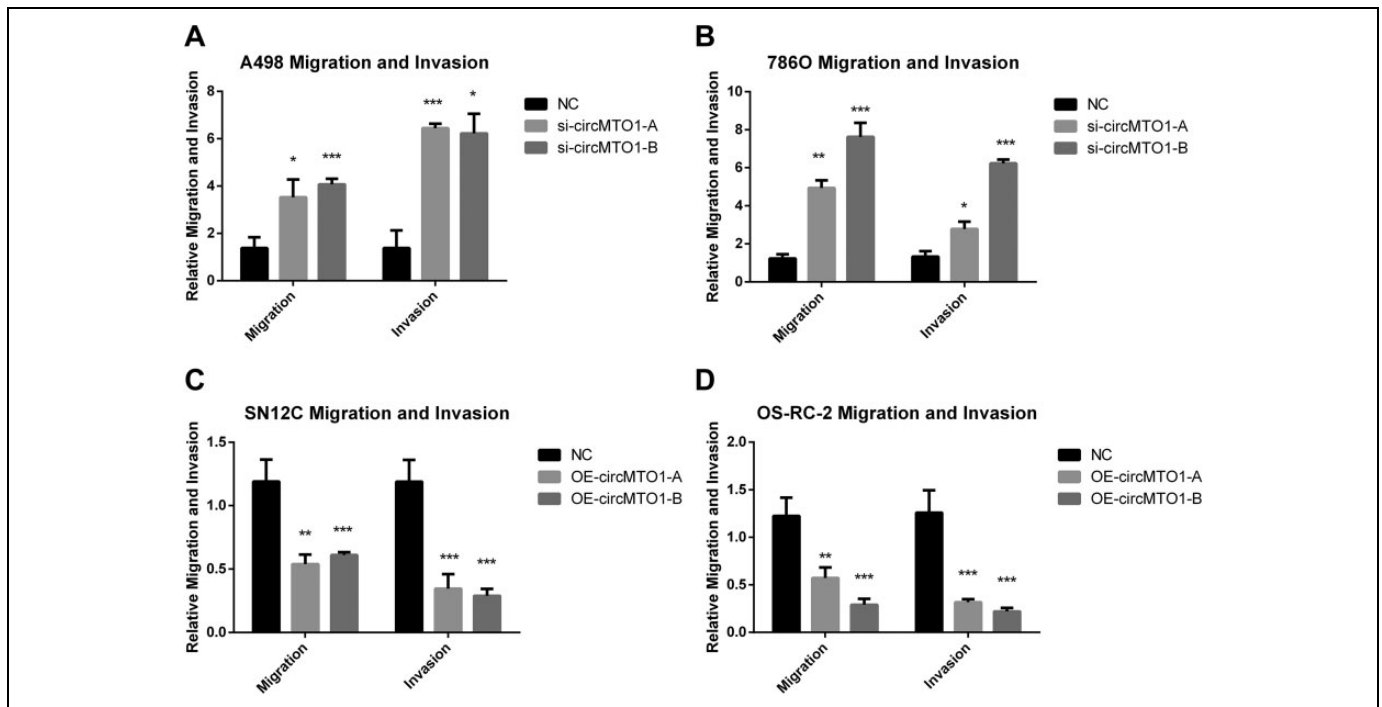 A
A498 Migration and Invasion
Relative Migration and Invasion
8
6
4
2
0
* *** *** *
Migration Invasion
NC
si-circMTO1-A
si-circMTO1-B
B
786O Migration and Invasion
Relative Migration and Invasion
10
8
6
4
2
0
** *** * ***
Migration Invasion
NC
si-circMTO1-A
si-circMTO1-B
C
SN12C Migration and Invasion
Relative Migration and Invasion
1.5
1.0
0.5
0.0
** *** *** ***
Migration Invasion
NC
OE-circMTO1-A
OE-circMTO1-B
D
OS-RC-2 Migration and Invasion
Relative Migration and Invasion
2.0
1.5
1.0
0.5
0.0
** *** *** ***
Migration Invasion
NC
OE-circMTO1-A
OE-circMTO1-B